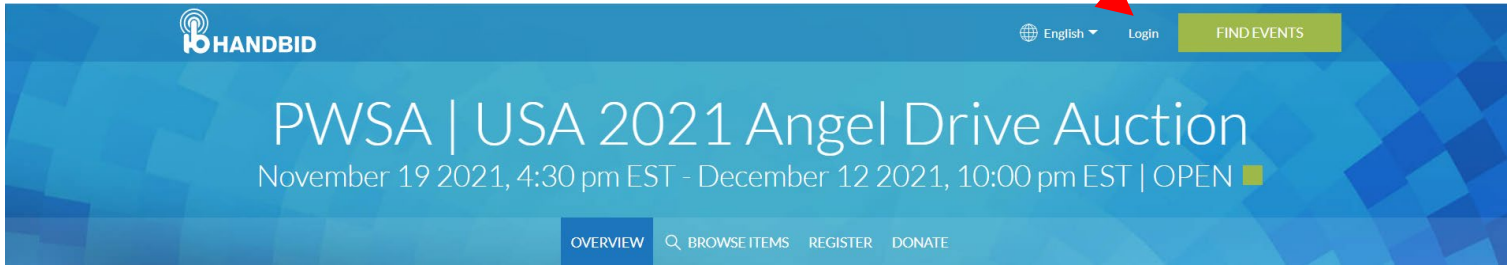 HANDBID
English
Login
FIND EVENTS
PWSA | USA 2021 Angel Drive Auction
November 19 2021, 4:30 pm EST - December 12 2021, 10:00 pm EST | OPEN
OVERVIEW
BROWSE ITEMS
REGISTER
DONATE